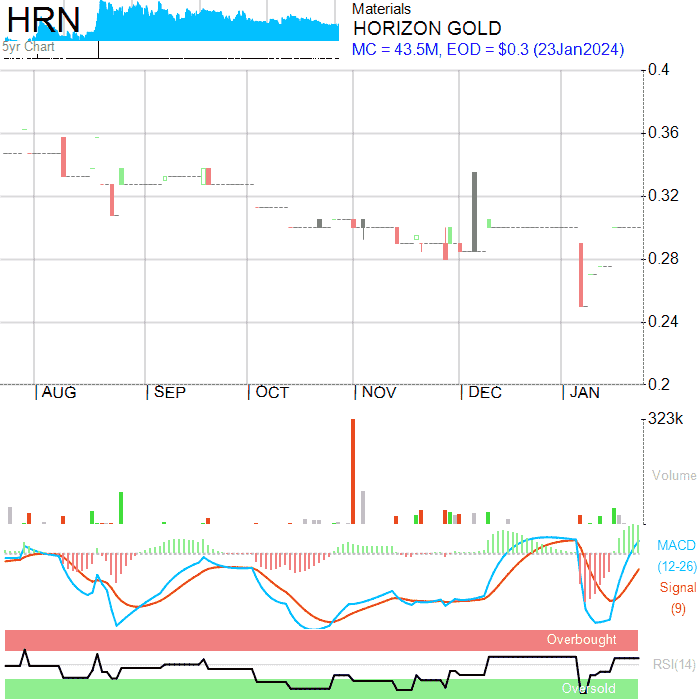 HRN
5yr Chart
Materials
HORIZON GOLD
MC = 43.5M, EOD = $0.3 (23Jan2024)
0.4
0.36
0.32
0.28
0.24
0.2
AUG SEP OCT NOV DEC JAN
323k
Volume
MACD
(12-26)
Signal
(9)
Overbought
RSI(14)
Oversold